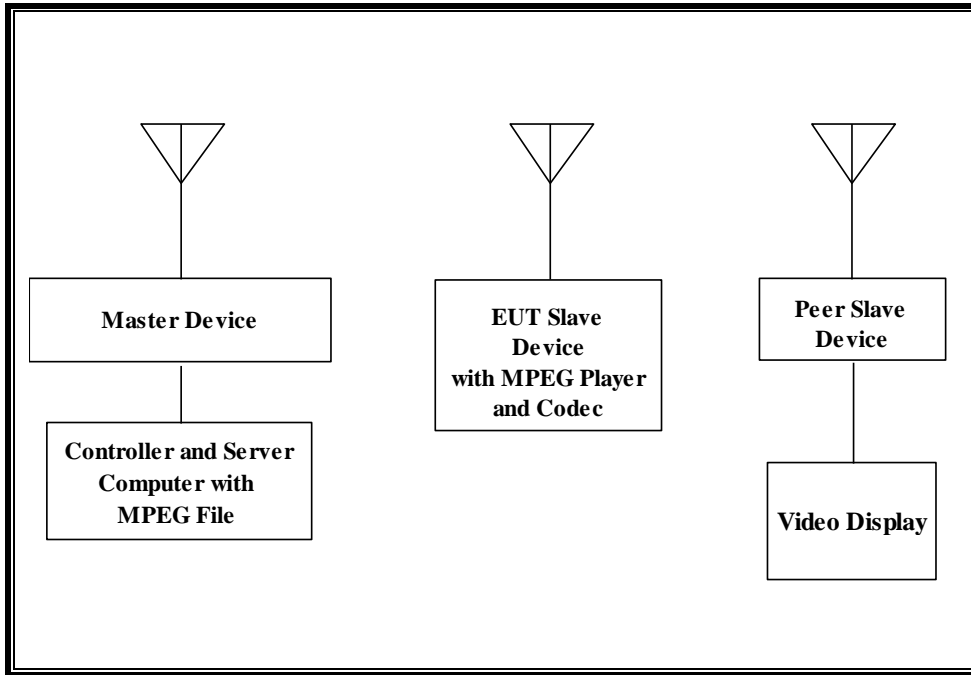 Master Device
Controller and Server
Computer with
MPEG File
EUT Slave
Device
with MPEG Player
and Codec
Peer Slave
Device
Video Display